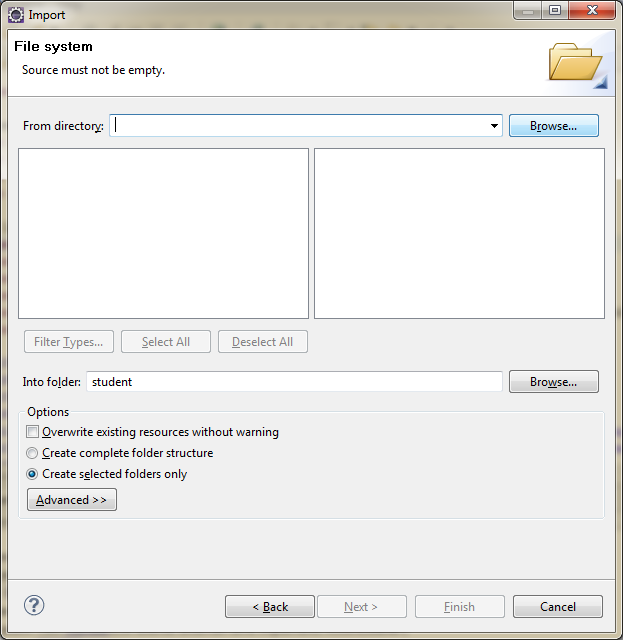 Import
File system
Source must not be empty.
From directory:
Browse...
Filter Types...
Select All
Deselect All
Into folder:
student
Browse...
Options
Overwrite existing resources without warning
Create complete folder structure
Create selected folders only
Advanced >>
?
< Back
Next >
Finish
Cancel